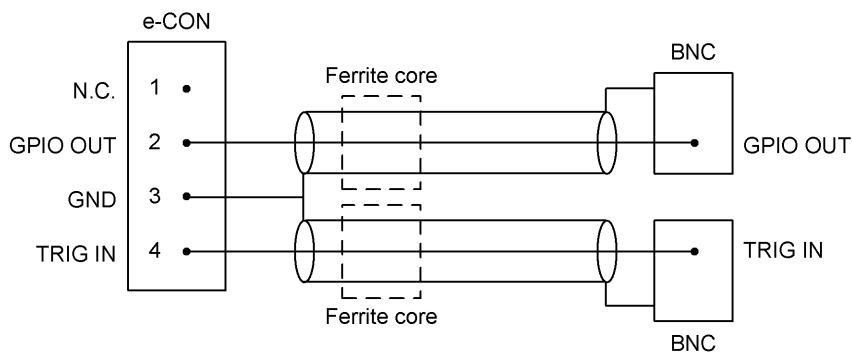 e-CON
BNC
Ferrite core
N.C. 1
GPIO OUT 2
GPIO OUT
GND 3
TRIG IN 4
TRIG IN
Ferrite core
BNC